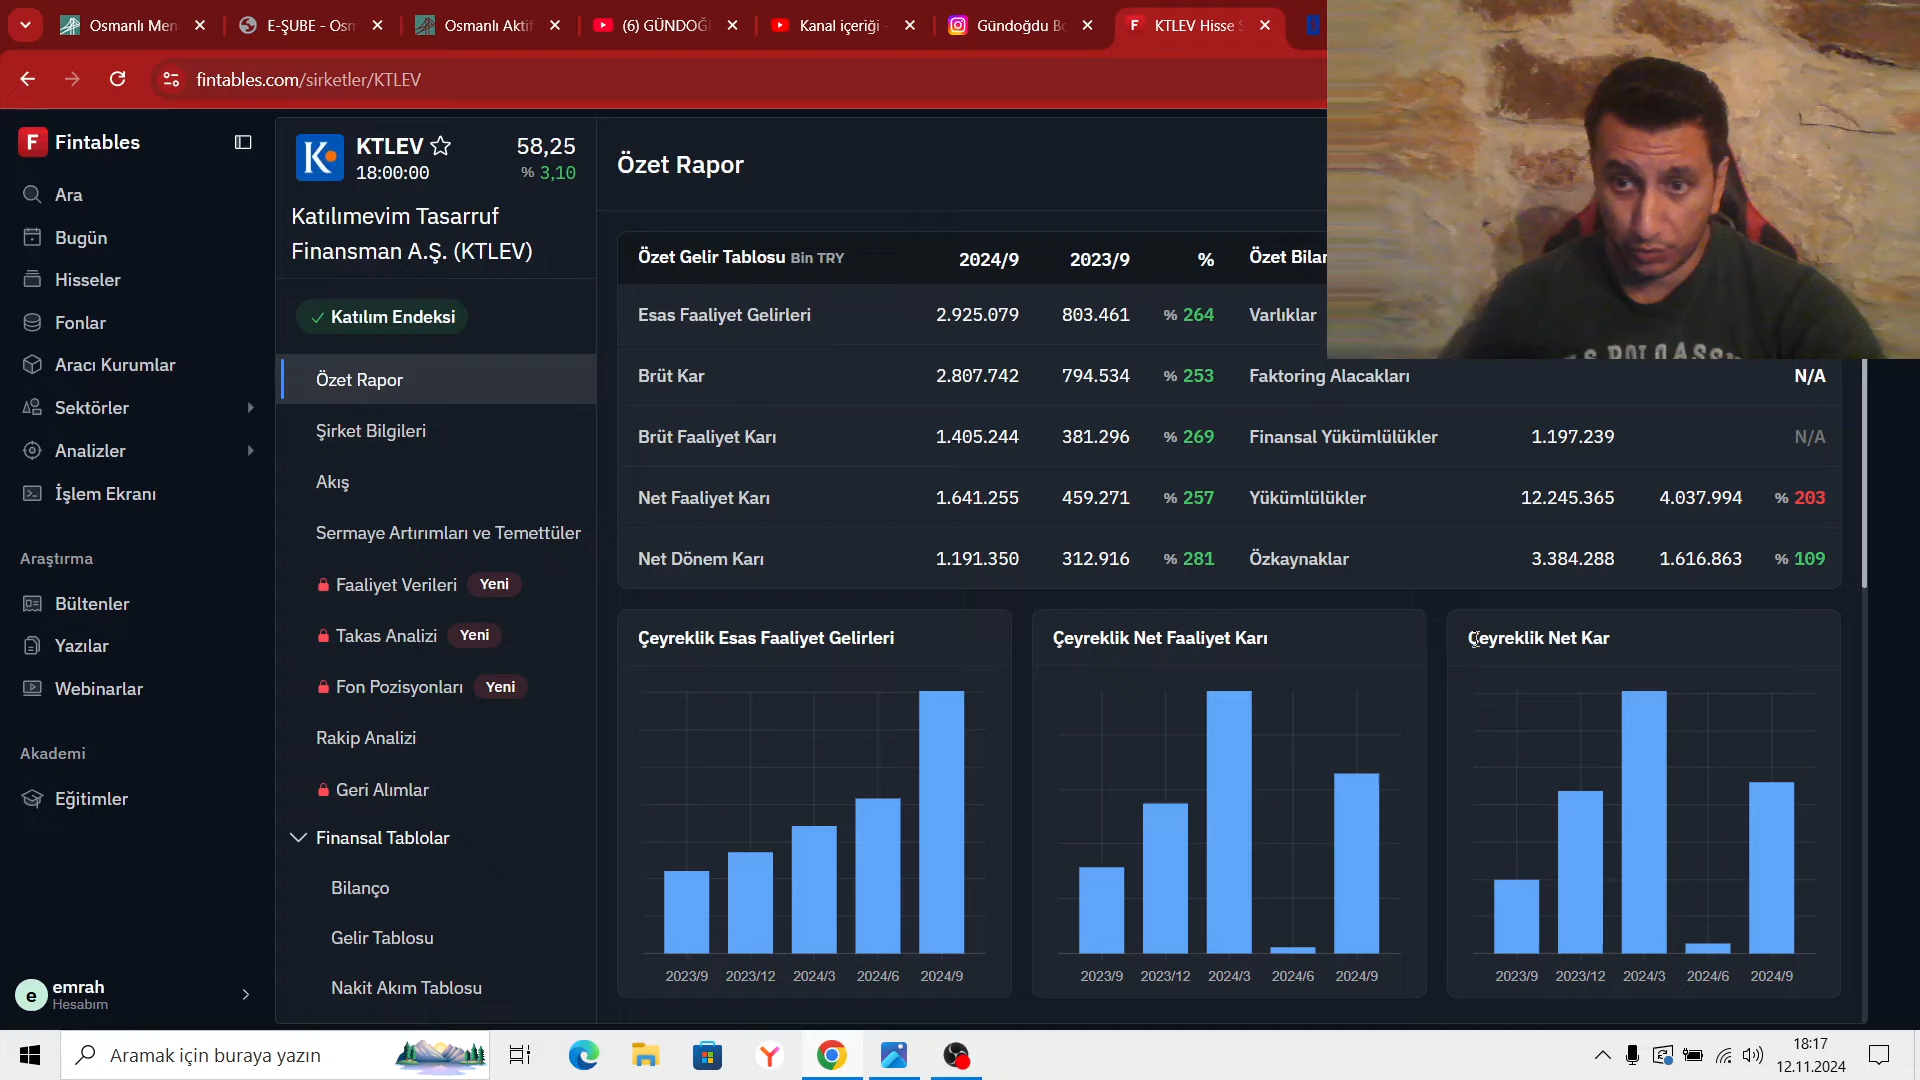 Osmanlı Men
E-ŞUBE - Osm
Osmanlı Aktif
(6) GÜNDOĞ
Kanal içeriği -
Gündoğdu Bo
KTLEV Hisse S
fintables.com/sirketler/KTLEV
F Fintables
Ara
Bugün
Hisseler
Fonlar
Aracı Kurumlar
Sektörler
Analizler
İşlem Ekranı
Araştırma
Bültenler
Yazılar
Webinarlar
Akademi
Eğitimler
e emrah
Hesabım
K KTLEV 58,25
18:00:00 % 3,10
Katılımevim Tasarruf
Finansman A.Ş. (KTLEV)
Katılım Endeksi
Özet Rapor
Şirket Bilgileri
Akış
Sermaye Artırımları ve Temettüler
Faaliyet Verileri Yeni
Takas Analizi Yeni
Fon Pozisyonları Yeni
Rakip Analizi
Geri Alımlar
Finansal Tablolar
Bilanço
Gelir Tablosu
Nakit Akım Tablosu
Özet Rapor
Özet Gelir Tablosu Bin TRY 2024/9 2023/9 % Özet Bilan
Esas Faaliyet Gelirleri 2.925.079 803.461 % 264 Varlıklar
Brüt Kar 2.807.742 794.534 % 253 Faktoring Alacakları N/A
Brüt Faaliyet Karı 1.405.244 381.296 % 269 Finansal Yükümlülükler 1.197.239 N/A
Net Faaliyet Karı 1.641.255 459.271 % 257 Yükümlülükler 12.245.365 4.037.994 % 203
Net Dönem Karı 1.191.350 312.916 % 281 Özkaynaklar 3.384.288 1.616.863 % 109
Çeyreklik Esas Faaliyet Gelirleri
2023/9 2023/12 2024/3 2024/6 2024/9
Çeyreklik Net Faaliyet Karı
2023/9 2023/12 2024/3 2024/6 2024/9
Çeyreklik Net Kar
2023/9 2023/12 2024/3 2024/6 2024/9
Aramak için buraya yazın
18:17
12.11.2024